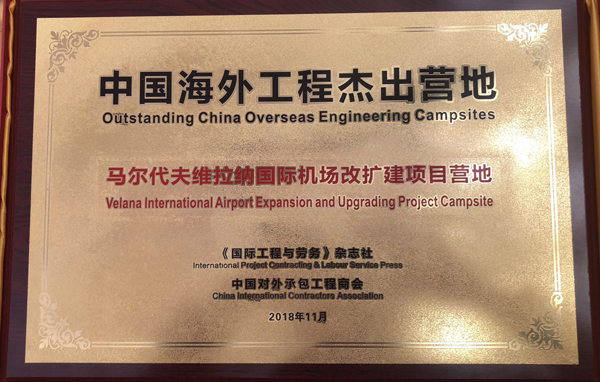 中国海外工程杰出营地
Outstanding China Overseas Engineering Campsites
马尔代夫维拉纳国际机场改扩建项目营地
Velana International Airport Expansion and Upgrading Project Campsite
《国际工程与劳务》杂志社
International Project Contracting & Labour Service Press
中国对外承包工程商会
China International Contractors Association
2018年11月